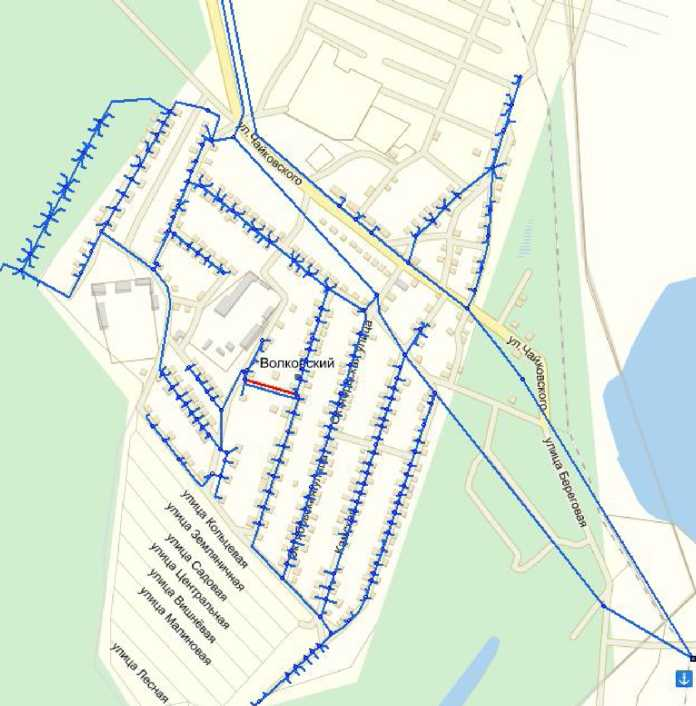 ул.Чайковского
Волковский
ул.Чайковского
улица
улица Береговая
улица Кольцевая
улица Земляничная
улица Садовая
улица Центральная
улица Вишнёвая
улица Малиновая
улица Лесная